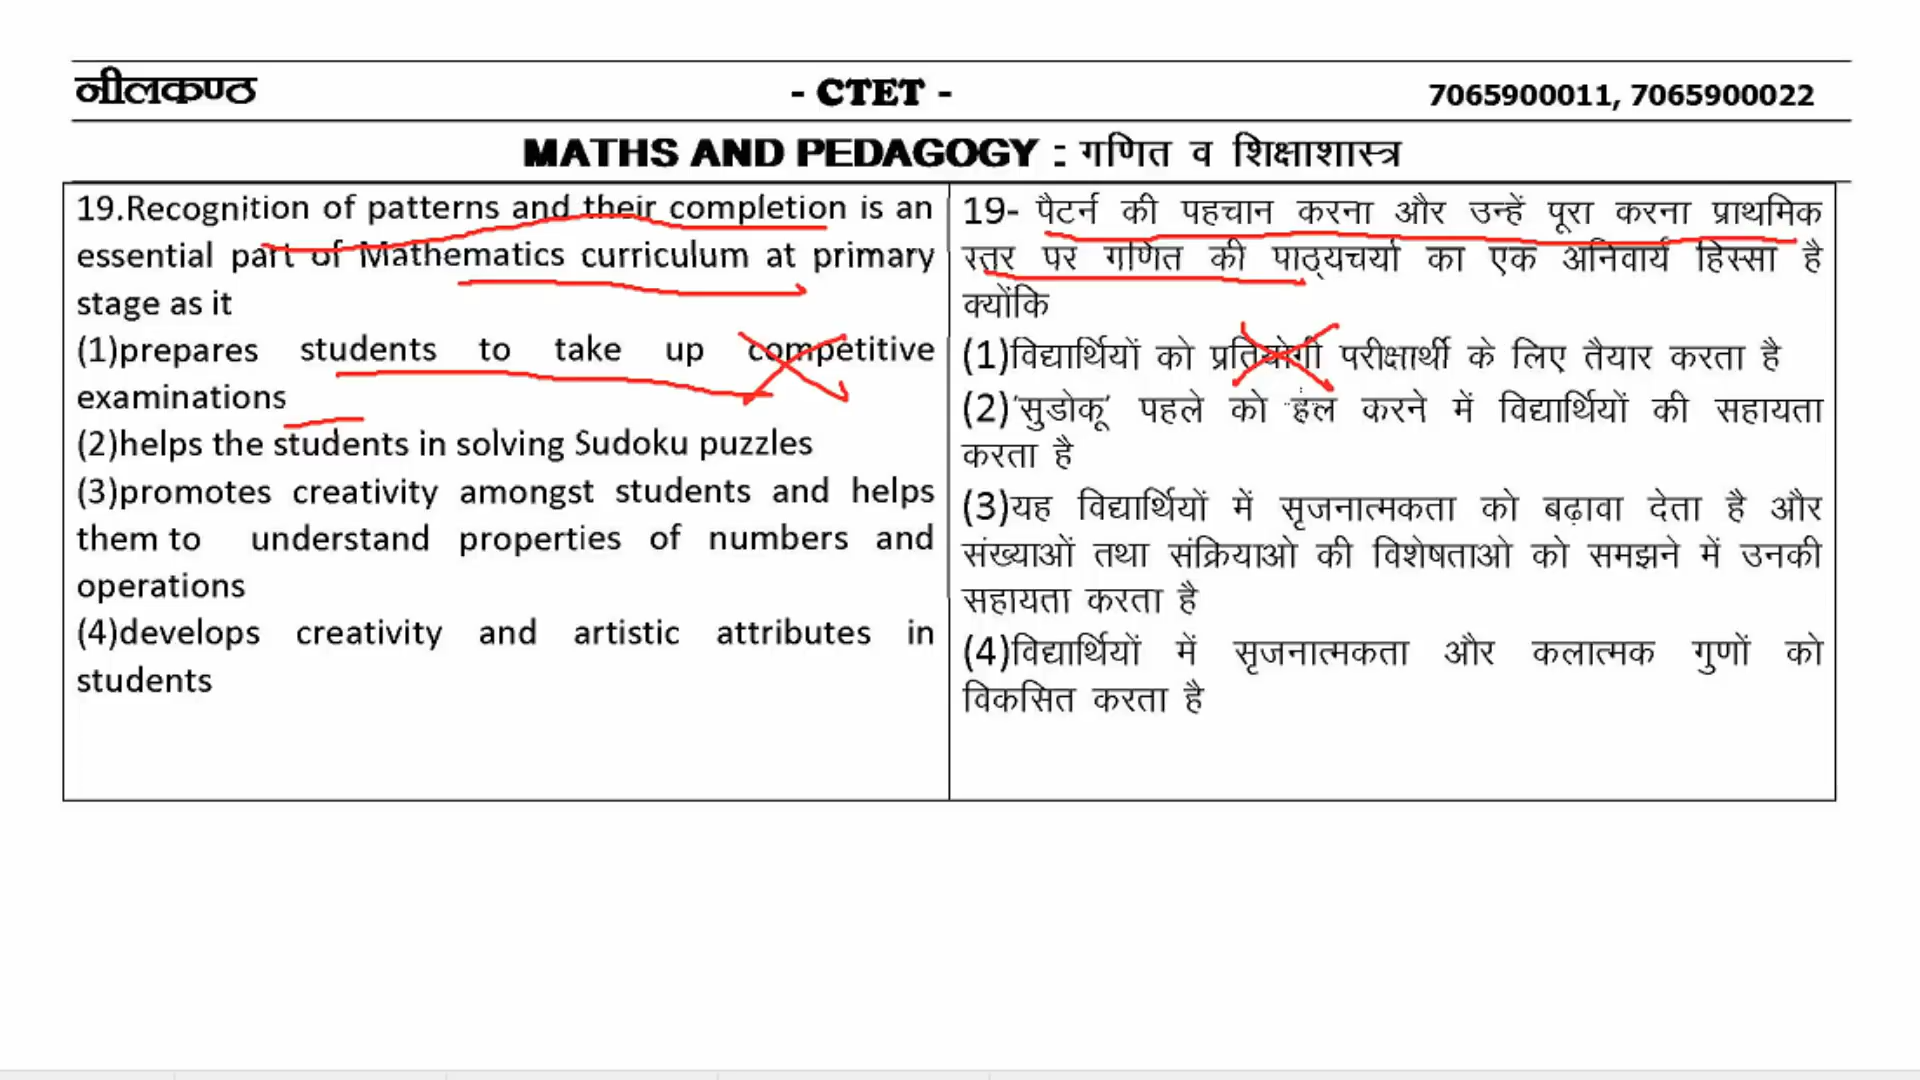 नीलकण्ठ
- CTET -
7065900011, 7065900022
MATHS AND PEDAGOGY : गणित व शिक्षाशास्त्र
19.Recognition of patterns and their completion is an
essential part of Mathematics curriculum at primary
stage as it
(1)prepares students to take up competitive
examinations
(2)helps the students in solving Sudoku puzzles
(3)promotes creativity amongst students and helps
them to understand properties of numbers and
operations
(4)develops creativity and artistic attributes in
students
19- पैटर्न की पहचान करना और उन्हें पूरा करना प्राथमिक
स्तर पर गणित की पाठ्यचर्या का एक अनिवार्य हिस्सा है
क्योंकि
(1)विद्यार्थियों को प्रतियोगी परीक्षार्थी के लिए तैयार करता है
(2)'सुडोकू' पहले को हल करने में विद्यार्थियों की सहायता
करता है
(3)यह विद्यार्थियों में सृजनात्मकता को बढ़ावा देता है और
संख्याओं तथा संक्रियाओ की विशेषताओ को समझने में उनकी
सहायता करता है
(4)विद्यार्थियों में सृजनात्मकता और कलात्मक गुणों को
विकसित करता है